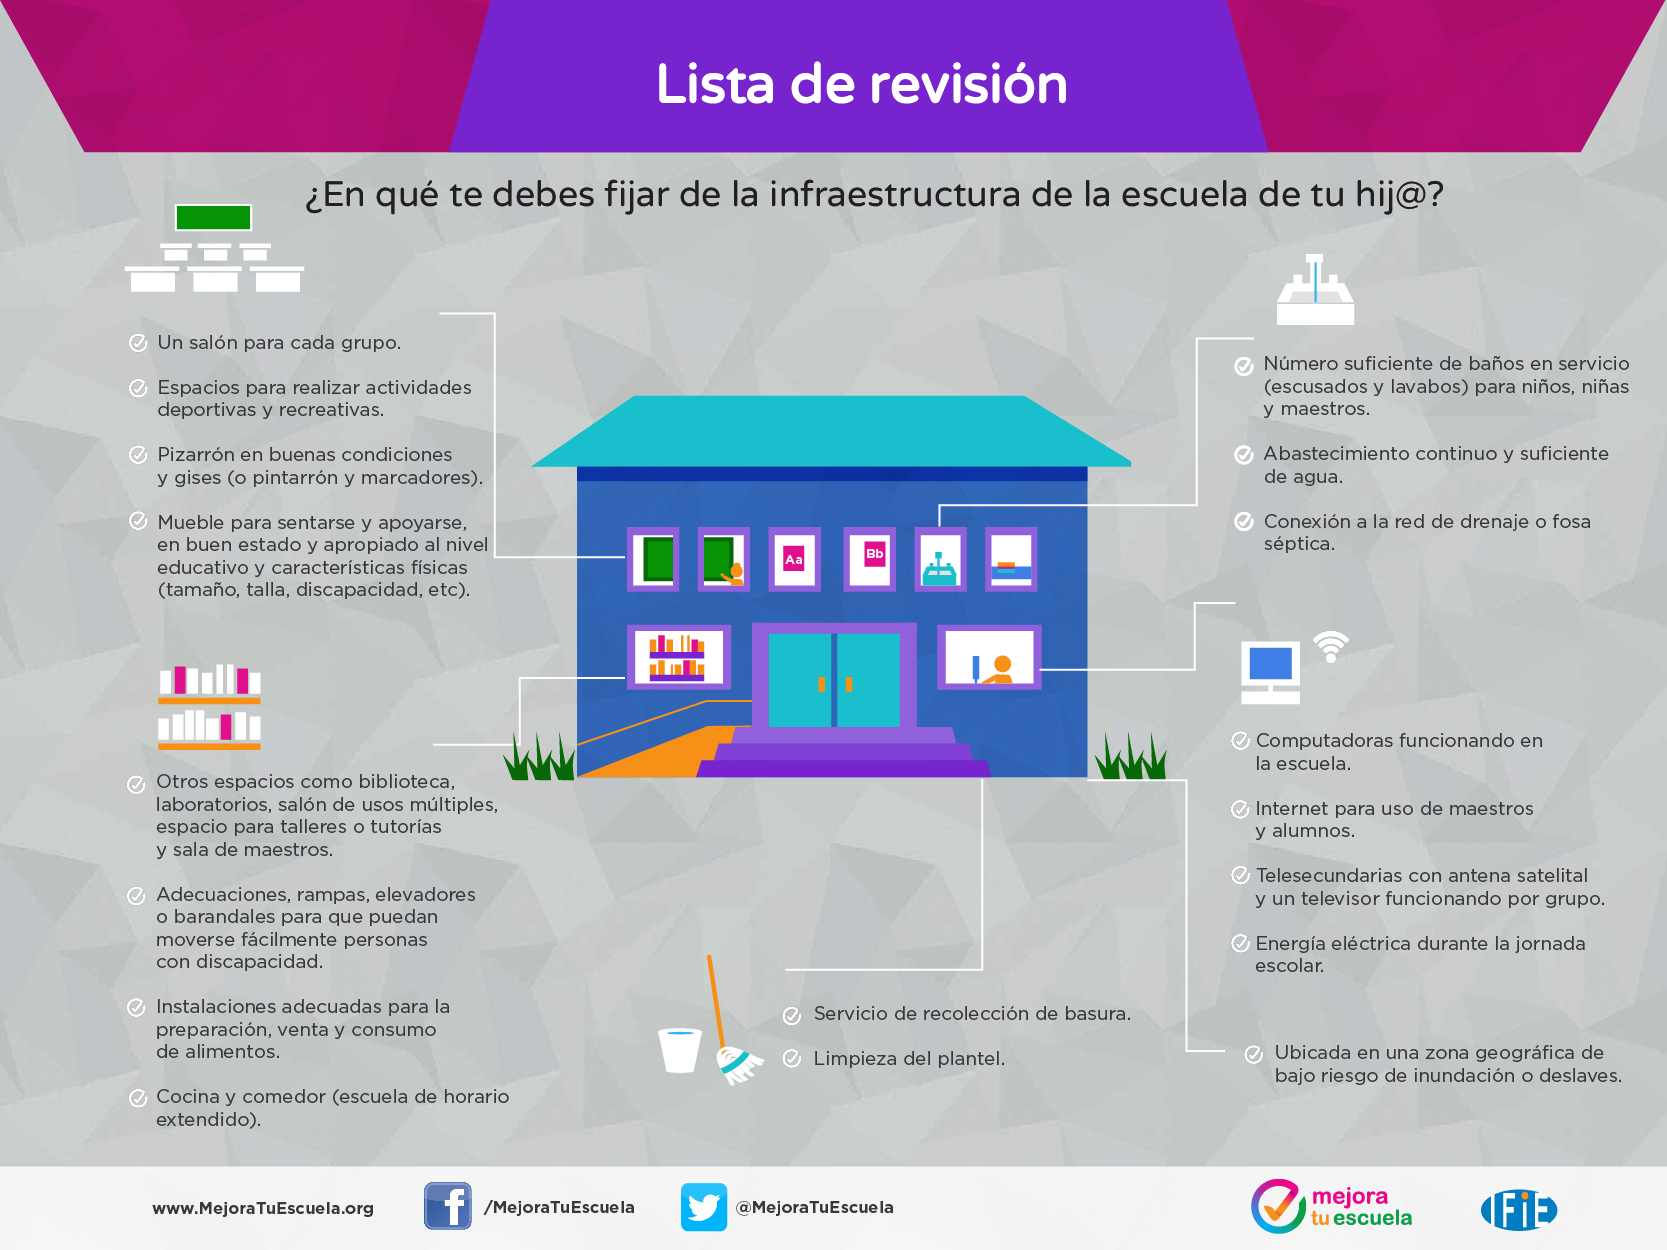 Lista de revisión
¿En qué te debes fijar de la infraestructura de la escuela de tu hij@?
Un salón para cada grupo.
Espacios para realizar actividades
deportivas y recreativas.
Pizarrón en buenas condiciones
y gises (o pintarrón y marcadores).
Mueble para sentarse y apoyarse,
en buen estado y apropiado al nivel
educativo y características físicas
(tamaño, talla, discapacidad, etc).
Otros espacios como biblioteca,
laboratorios, salón de usos múltiples,
espacio para talleres o tutorías
y sala de maestros.
Adecuaciones, rampas, elevadores
o barandales para que puedan
moverse fácilmente personas
con discapacidad.
Instalaciones adecuadas para la
preparación, venta y consumo
de alimentos.
Cocina y comedor (escuela de horario
extendido).
Aa
Bb
Servicio de recolección de basura.
Limpieza del plantel.
Número suficiente de baños en servicio
(escusados y lavabos) para niños, niñas
y maestros.
Abastecimiento continuo y suficiente
de agua.
Conexión a la red de drenaje o fosa
séptica.
Computadoras funcionando en
la escuela.
Internet para uso de maestros
y alumnos.
Telesecundarias con antena satelital
y un televisor funcionando por grupo.
Energía eléctrica durante la jornada
escolar.
Ubicada en una zona geográfica de
bajo riesgo de inundación o deslaves.
www.MejoraTuEscuela.org
f
/MejoraTuEscuela
@MejoraTuEscuela
mejora
tu escuela
IFiE